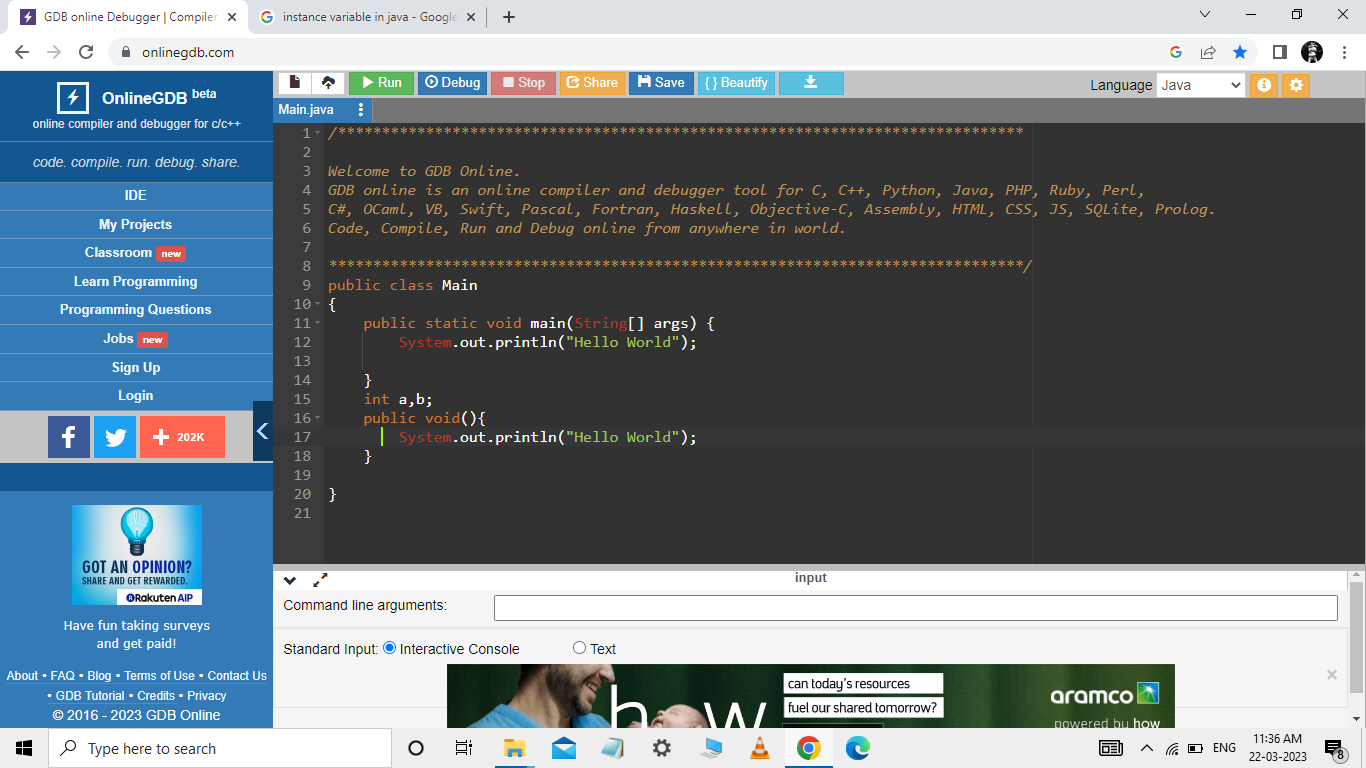 GDB online Debugger | Compiler
instance variable in java - Google
onlinegdb.com
OnlineGDB beta
online compiler and debugger for c/c++
code. compile. run. debug. share.
IDE
My Projects
Classroom new
Learn Programming
Programming Questions
Jobs new
Sign Up
Login
202K
GOT AN OPINION?
SHARE AND GET REWARDED.
Rakuten AIP
Have fun taking surveys
and get paid!
About • FAQ • Blog • Terms of Use • Contact Us
• GDB Tutorial • Credits • Privacy
© 2016 - 2023 GDB Online
Run Debug Stop Share Save { } Beautify
Language Java
Main.java
1 /******************************************************************************
2
3 Welcome to GDB Online.
4 GDB online is an online compiler and debugger tool for C, C++, Python, Java, PHP, Ruby, Perl,
5 C#, OCaml, VB, Swift, Pascal, Fortran, Haskell, Objective-C, Assembly, HTML, CSS, JS, SQLite, Prolog.
6 Code, Compile, Run and Debug online from anywhere in world.
7
8 *******************************************************************************/
9 public class Main
10 {
11 public static void main(String[] args) {
12 System.out.println("Hello World");
13
14 }
15 int a,b;
16 public void(){
17 System.out.println("Hello World");
18 }
19
20 }
21
input
Command line arguments:
Standard Input: Interactive Console Text
how
can today's resources
fuel our shared tomorrow?
aramco
powered by how
Type here to search
ENG
11:36 AM
22-03-2023
8